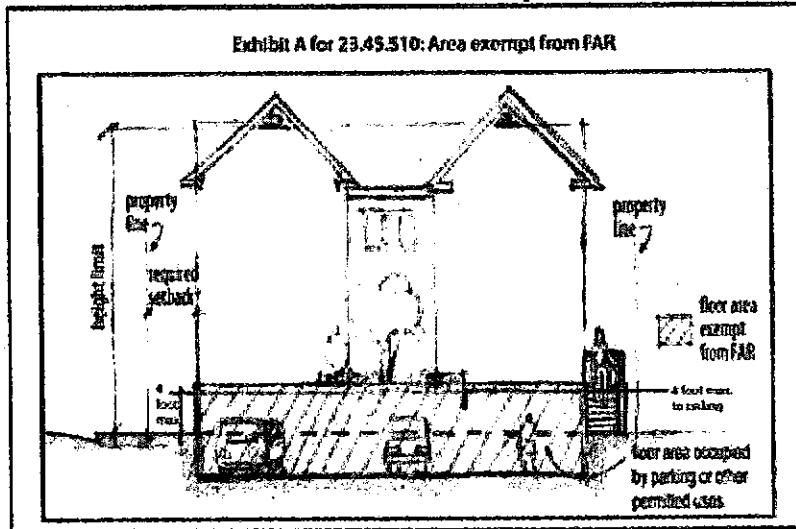 Exhibit A for 23.45.510: Area exempt from FAR
property
line
height limit
required
setback
property
line
floor area
exempt
from FAR
4
foot
max.
4 foot max.
to ceiling
floor area occupied
by parking or other
permitted uses